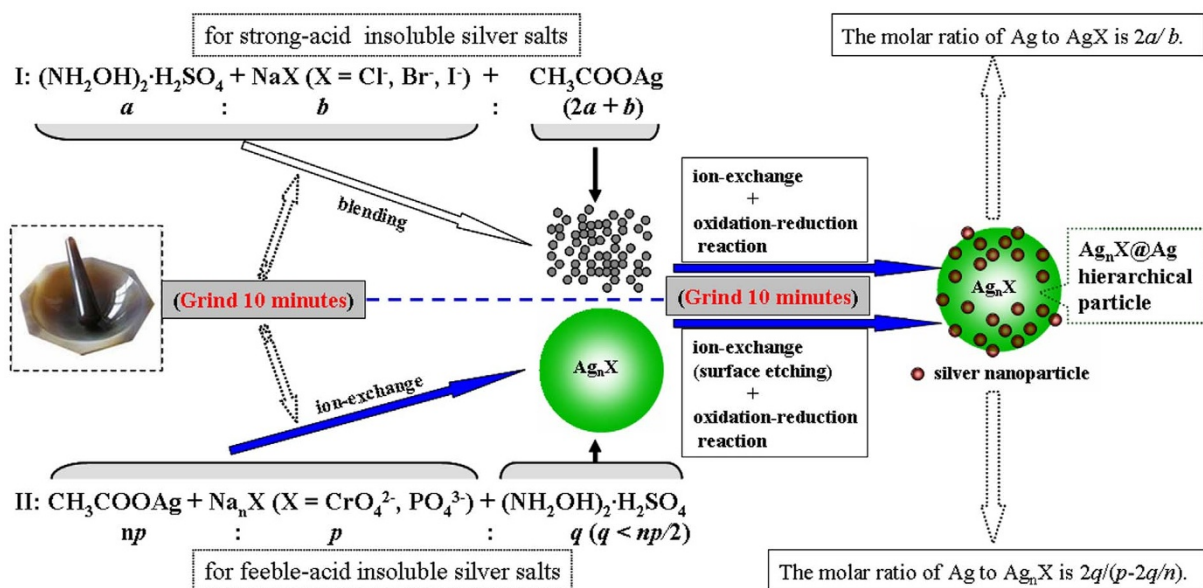 for strong-acid insoluble silver salts
The molar ratio of Ag to AgX is 2a/ b.
I: (NH₂OH)₂·H₂SO₄ + NaX (X = Cl⁻, Br⁻, I⁻) + CH₃COOAg
a : b : (2a + b)
blending
ion-exchange
+
oxidation-reduction
reaction
(Grind 10 minutes)
(Grind 10 minutes)
AgₙX
AgₙX@Ag
hierarchical
particle
AgₙX
silver nanoparticle
ion-exchange
ion-exchange
(surface etching)
+
oxidation-reduction
reaction
II: CH₃COOAg + NaₙX (X = CrO₄²⁻, PO₄³⁻) + (NH₂OH)₂·H₂SO₄
np : p : q (q < np/2)
for feeble-acid insoluble silver salts
The molar ratio of Ag to AgₙX is 2q/(p-2q/n).